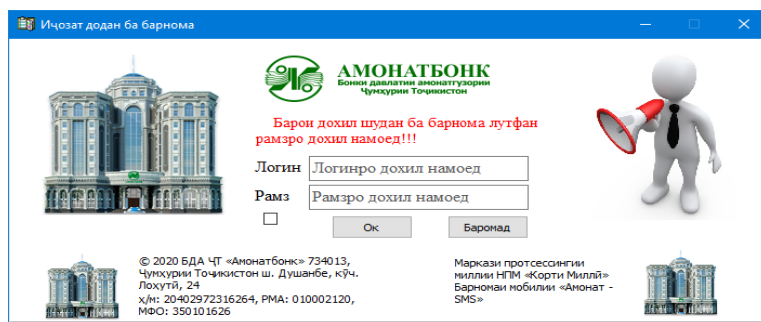 Иҷозат додан ба барнома
АМОНАТБОНК
Бонки давлатии амонатгузории
Ҷумҳурии Тоҷикистон
Барои дохил шудан ба барнома лутфан
рамзро дохил намоед!!!
Логин Логинро дохил намоед
Рамз Рамзро дохил намоед
Ок Баромад
© 2020 БДА ҶТ «Амонатбонк» 734013,
Ҷумҳурии Тоҷикистон ш. Душанбе, кӯч.
Лоҳутӣ, 24
ҳ/м: 20402972316264, РМА: 010002120,
МФО: 350101626
Маркази протсессингии
миллии НПМ «Корти Миллӣ»
Барномаи мобилии «Амонат -
SMS»